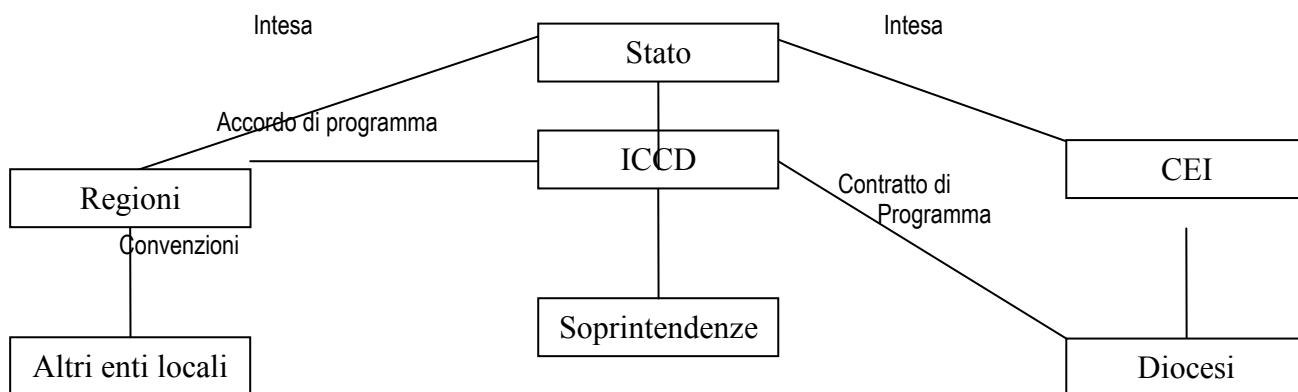 Intesa
Intesa
Stato
Accordo di programma
ICCD
CEI
Regioni
Contratto di
Programma
Convenzioni
Soprintendenze
Altri enti locali
Diocesi